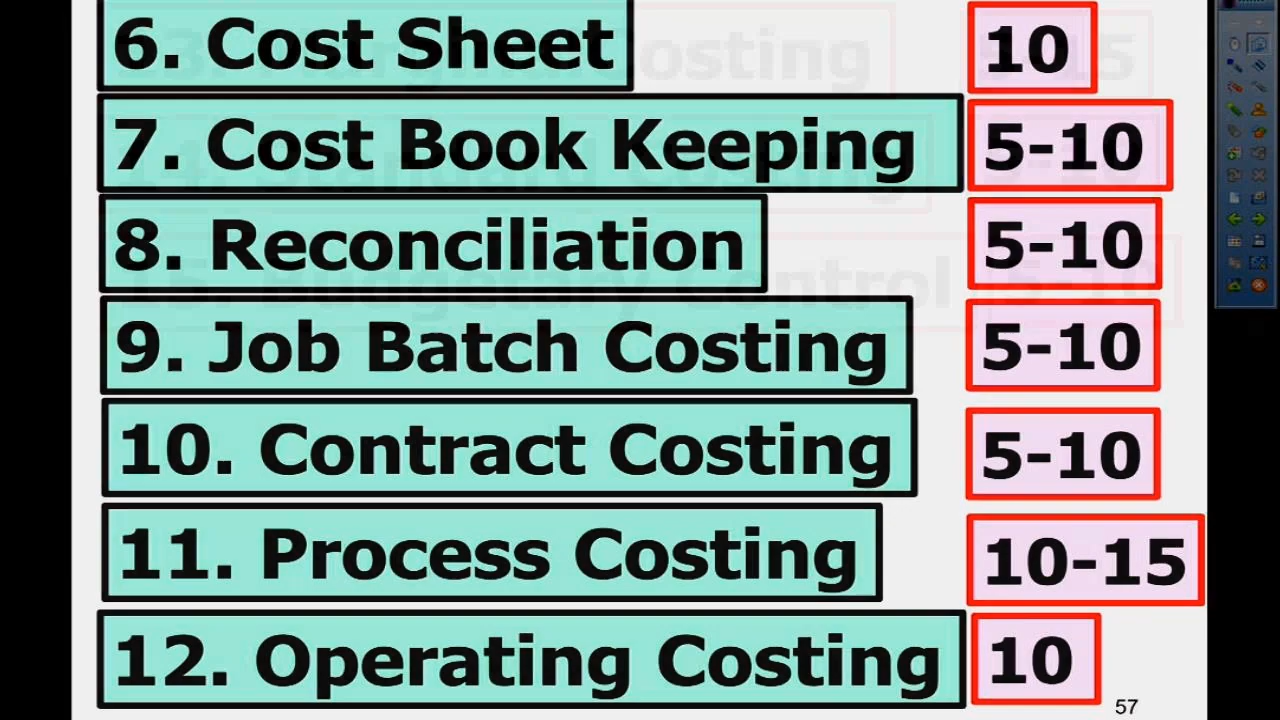 6. Cost Sheet 10
7. Cost Book Keeping 5-10
8. Reconciliation 5-10
9. Job Batch Costing 5-10
10. Contract Costing 5-10
11. Process Costing 10-15
12. Operating Costing 10
57